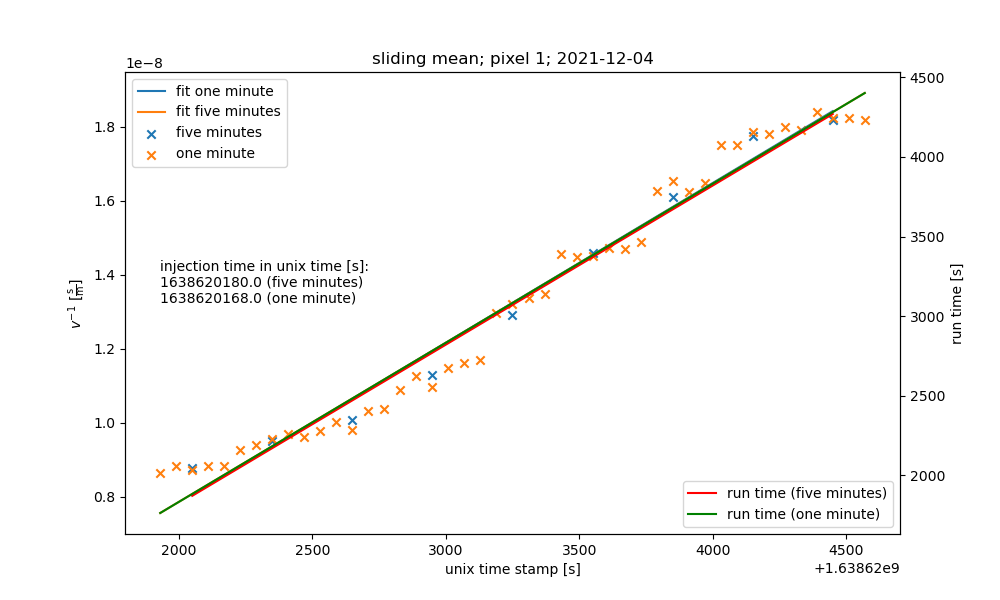 sliding mean; pixel 1; 2021-12-04
1e−8
fit one minute
fit five minutes
five minutes
one minute
injection time in unix time [s]:
1638620180.0 (five minutes)
1638620168.0 (one minute)
1.8
1.6
1.4
1.2
1.0
0.8
v⁻¹ [s/m]
4500
4000
3500
3000
2500
2000
run time [s]
run time (five minutes)
run time (one minute)
2000 2500 3000 3500 4000 4500
unix time stamp [s]
+1.63862e9